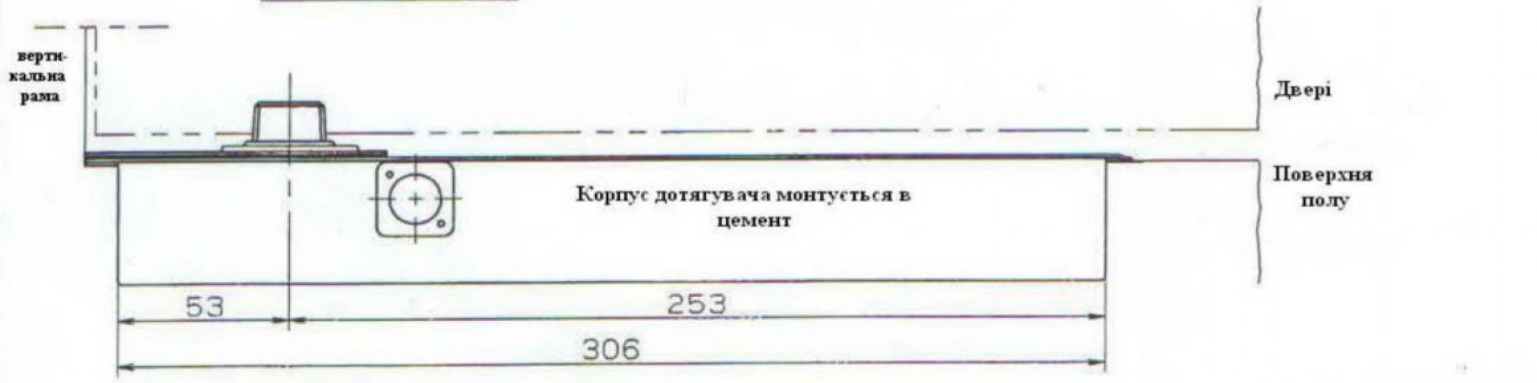 верти-
кальна
рама
Двері
Поверхня
полу
Корпус дотягувача монтується в
цемент
53
253
306